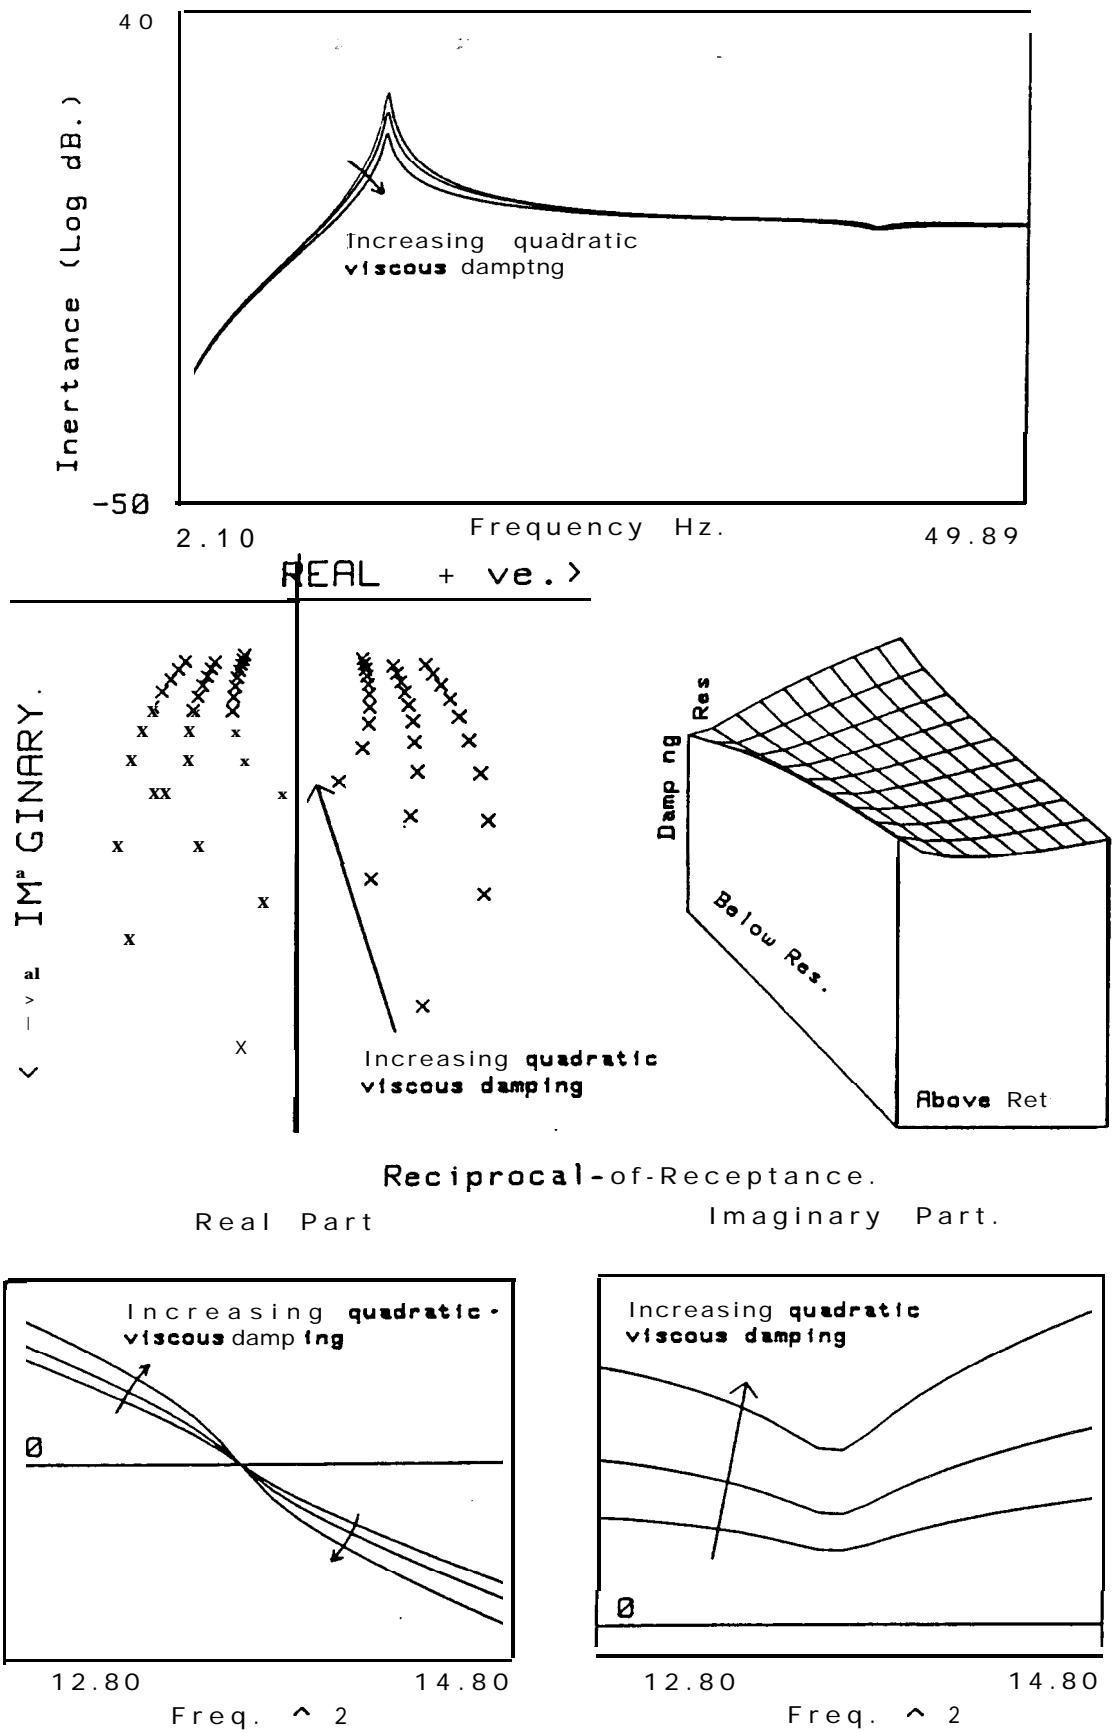 40
Inertance (Log dB.)
Increasing quadratic
viscous damptng
-50
2.10
Frequency Hz.
49.89
REAL + ve.>
IMª GINARY.
< - > al
x
Increasing quadratic
viscous damping
Damp ng Res
Below Res.
Above Ret
Reciprocal-of-Receptance.
Real Part
Imaginary Part.
Increasing quadratic
viscous damp ing
0
12.80
14.80
Freq. ^ 2
Increasing quadratic
viscous damping
0
12.80
14.80
Freq. ^ 2